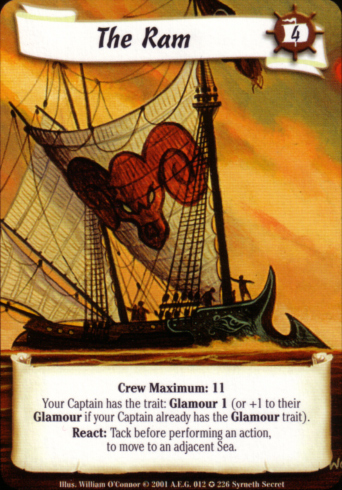 The Ram
4
Crew Maximum: 11
Your Captain has the trait: Glamour 1 (or +1 to their
Glamour if your Captain already has the Glamour trait).
React: Tack before performing an action,
to move to an adjacent Sea.
Illus. William O'Connor © 2001 A.E.G. 012 ✪ 226 Syrneth Secret